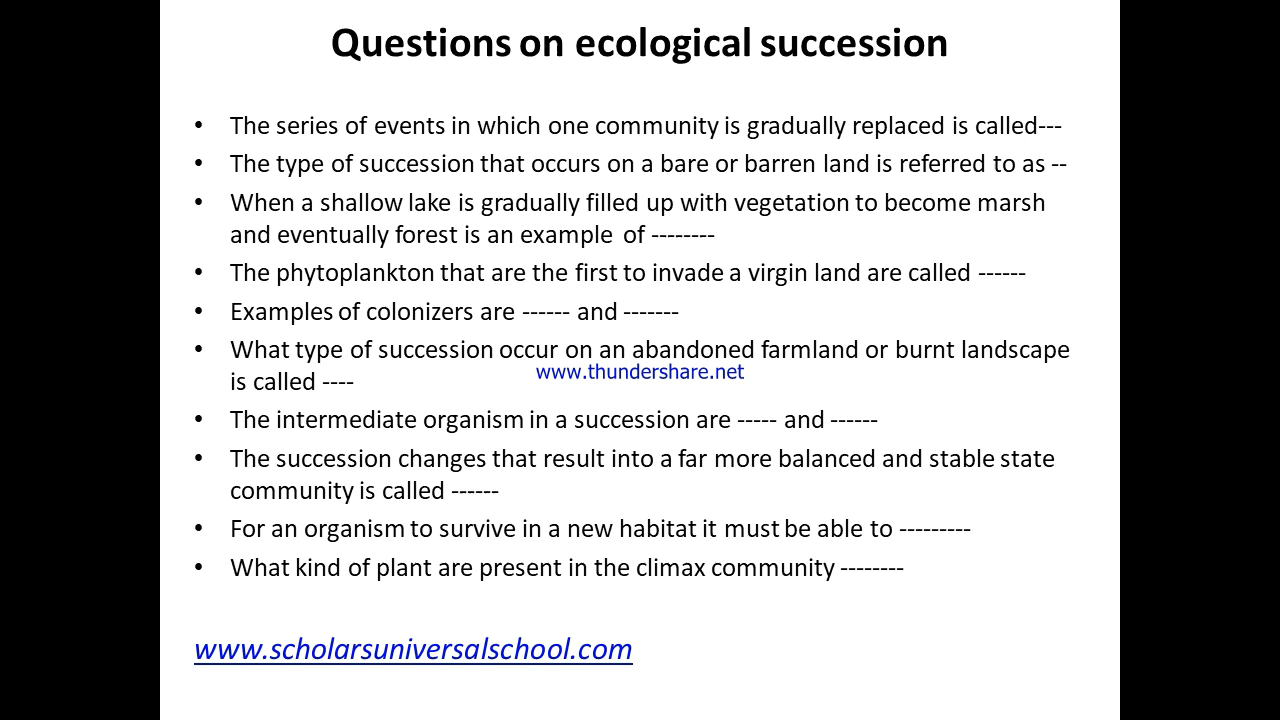 Questions on ecological succession
• The series of events in which one community is gradually replaced is called---
• The type of succession that occurs on a bare or barren land is referred to as --
• When a shallow lake is gradually filled up with vegetation to become marsh
and eventually forest is an example of --------
• The phytoplankton that are the first to invade a virgin land are called ------
• Examples of colonizers are ------ and -------
• What type of succession occur on an abandoned farmland or burnt landscape
www.thundershare.net
is called ----
• The intermediate organism in a succession are ----- and ------
• The succession changes that result into a far more balanced and stable state
community is called ------
• For an organism to survive in a new habitat it must be able to ---------
• What kind of plant are present in the climax community --------
www.scholarsuniversalschool.com